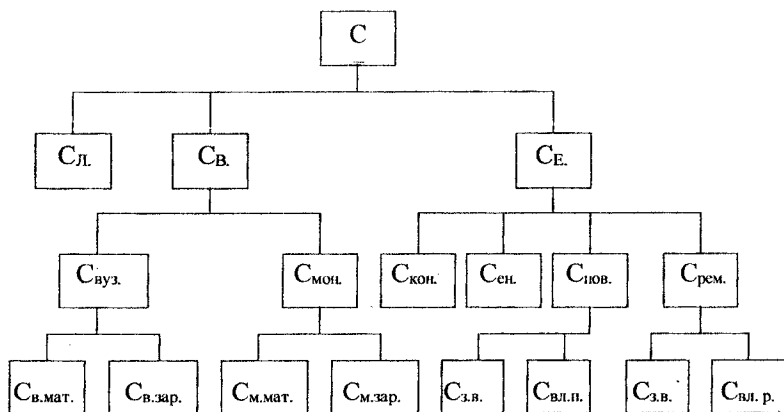 С
Сл. Св. СЕ.
Свуз. Смон. Скон. Сен. Спов. Срем.
Св.мат. Св.зар. См.мат. См.зар. Сз.в. Свл.п. Сз.в. Свл. р.